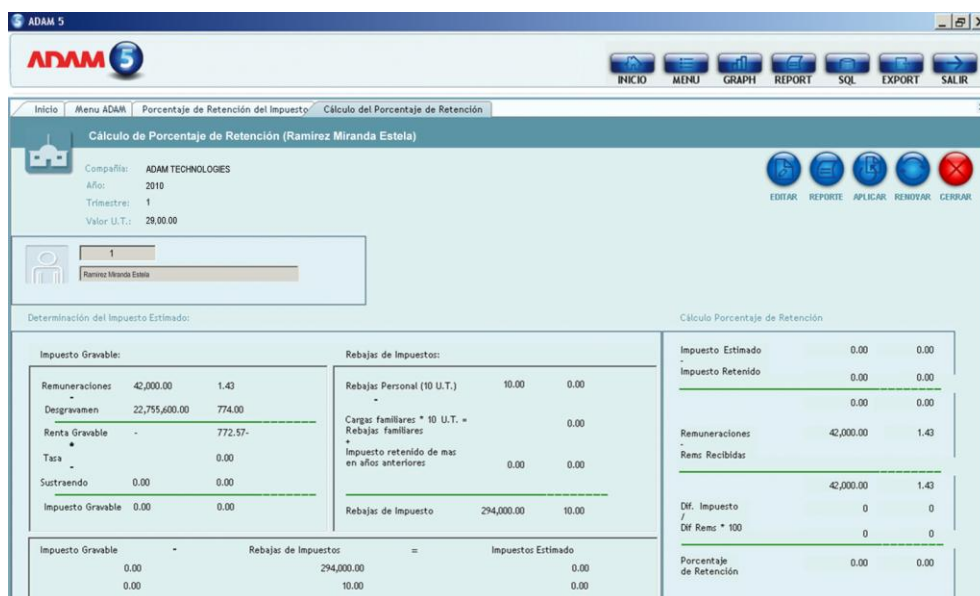 ADAM 5
ADAM 5
INICIO MENU GRAPH REPORT SQL EXPORT SALIR
Inicio Menu ADAM Porcentaje de Retención del Impuesto Cálculo del Porcentaje de Retención
Cálculo de Porcentaje de Retención (Ramirez Miranda Estela)
Compañía: ADAM TECHNOLOGIES
Año: 2010
Trimestre: 1
Valor U.T.: 29,00.00
EDITAR REPORTE APLICAR RENOVAR CERRAR
1
Ramirez Miranda Estela
Determinación del Impuesto Estimado:
Impuesto Gravable:
Remuneraciones 42,000.00 1.43
-
Desgravamen 22,755,600.00 774.00
Renta Gravable - 772.57-
*
Tasa 0.00
-
Sustraendo 0.00 0.00
Impuesto Gravable 0.00 0.00
Rebajas de Impuestos:
Rebajas Personal (10 U.T.) 10.00 0.00
-
Cargas familiares * 10 U.T. = 0.00
Rebajas familiares
+
Impuesto retenido de mas
en años anteriores 0.00 0.00
Rebajas de Impuesto 294,000.00 10.00
Impuesto Gravable - Rebajas de Impuestos = Impuestos Estimado
0.00 294,000.00 0.00
0.00 10.00 0.00
Cálculo Porcentaje de Retención
Impuesto Estimado 0.00 0.00
-
Impuesto Retenido 0.00 0.00
0.00 0.00
Remuneraciones 42,000.00 1.43
-
Rems Recibidas
42,000.00 1.43
Dif. Impuesto 0 0
/
Dif Rems * 100 0 0
Porcentaje
de Retención 0.00 0.00